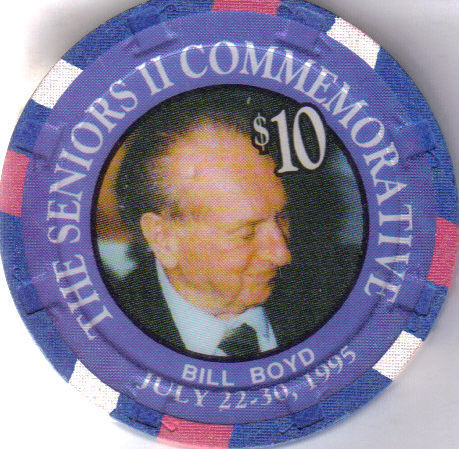 THE SENIORS II COMMEMORATIVE
$10
BILL BOYD
JULY 22-30, 1995